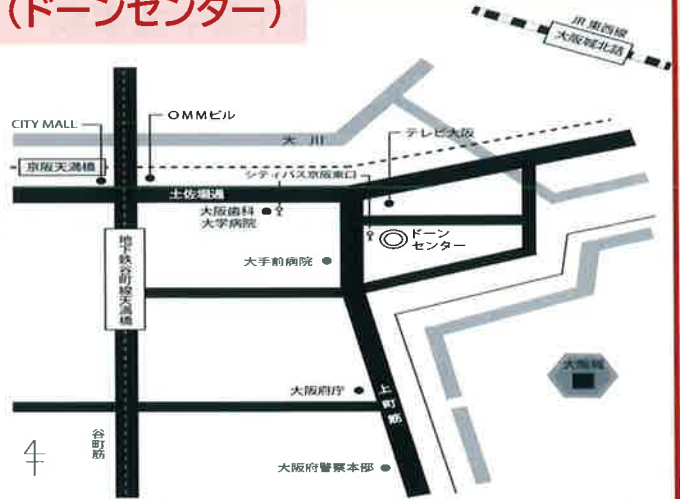 （ドーンセンター）
JR 東西線
大阪城北詰
CITY MALL
OMMビル
大 川
テレビ大阪
京阪天満橋
シティバス京阪東口
土佐堀通
大阪歯科
大学病院
ドーン
センター
地下鉄谷町線天満橋
大手前病院
大阪城
大阪府庁
上町筋
谷町筋
大阪府警察本部